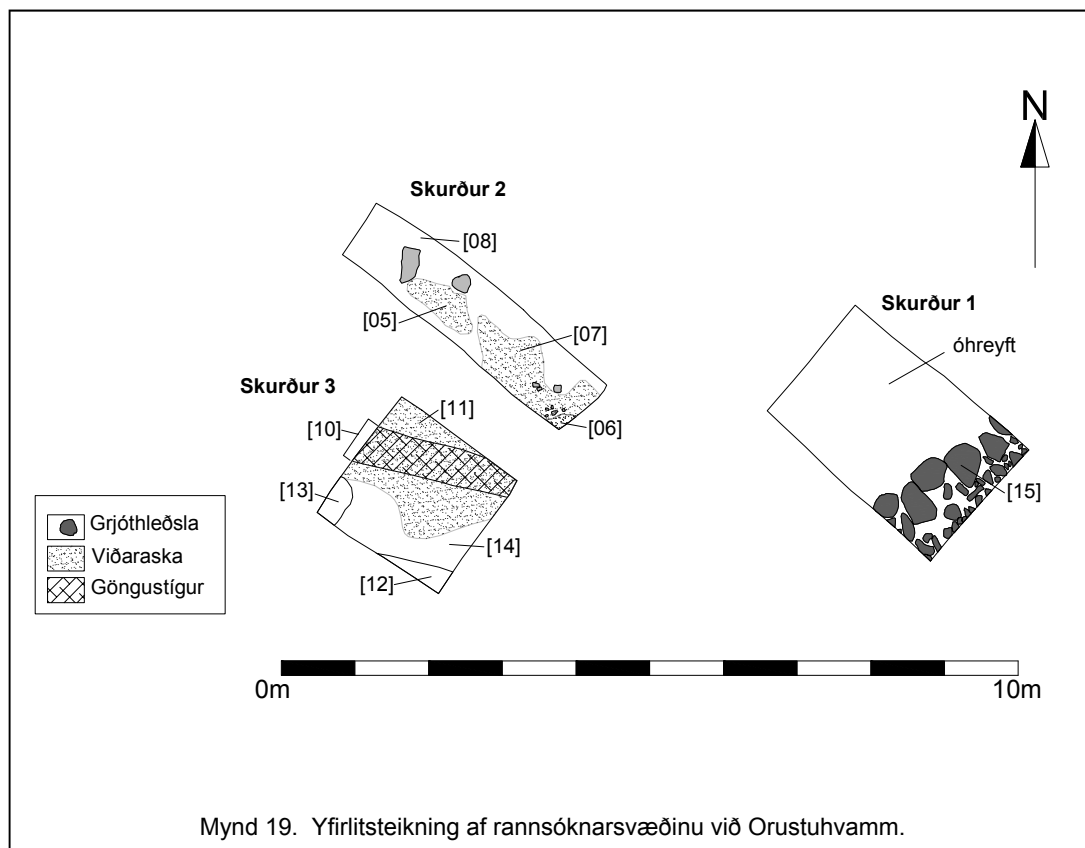 N
Skurður 2
[08]
[05]
[07]
[06]
Skurður 1
óhreyft
[15]
Skurður 3
[11]
[10]
[13]
[14]
[12]
Grjóthleðsla
Viðaraska
Göngustígur
0m
10m
Mynd 19. Yfirlitsteikning af rannsóknarsvæðinu við Orustuhvamm.